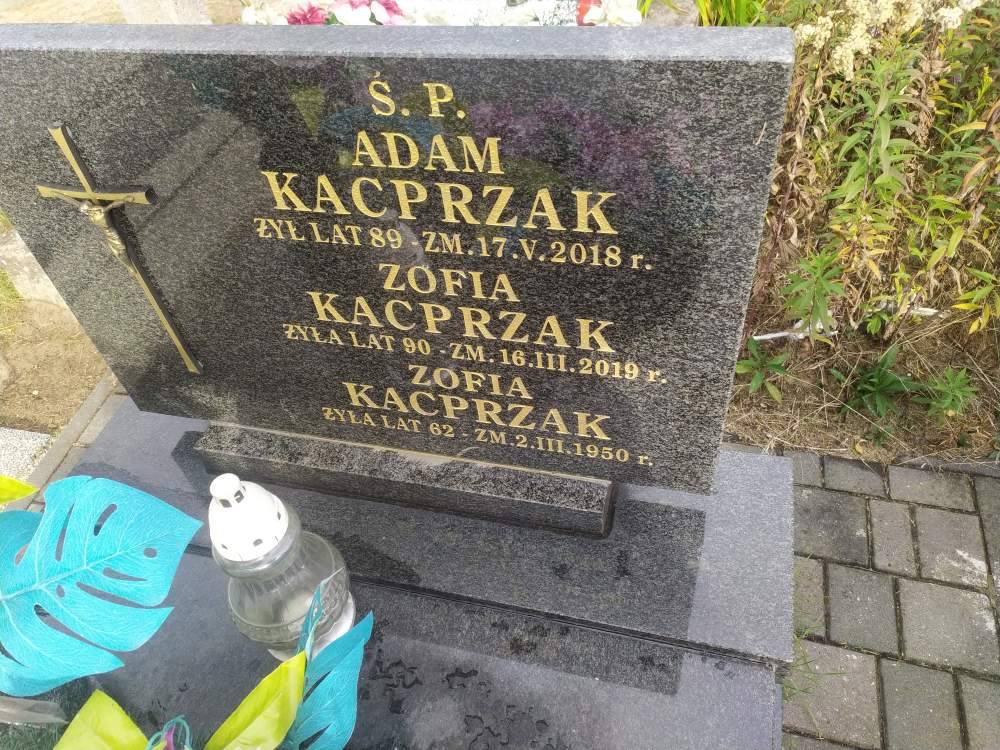 Ś. P.
ADAM
KACPRZAK
ŻYŁ LAT 89 - ZM. 17. V. 2018 r.
ZOFIA
KACPRZAK
ŻYŁA LAT 90 - ZM. 16. III. 2019 r.
ZOFIA
KACPRZAK
ŻYŁA LAT 62 - ZM. 2. III. 1950 r.